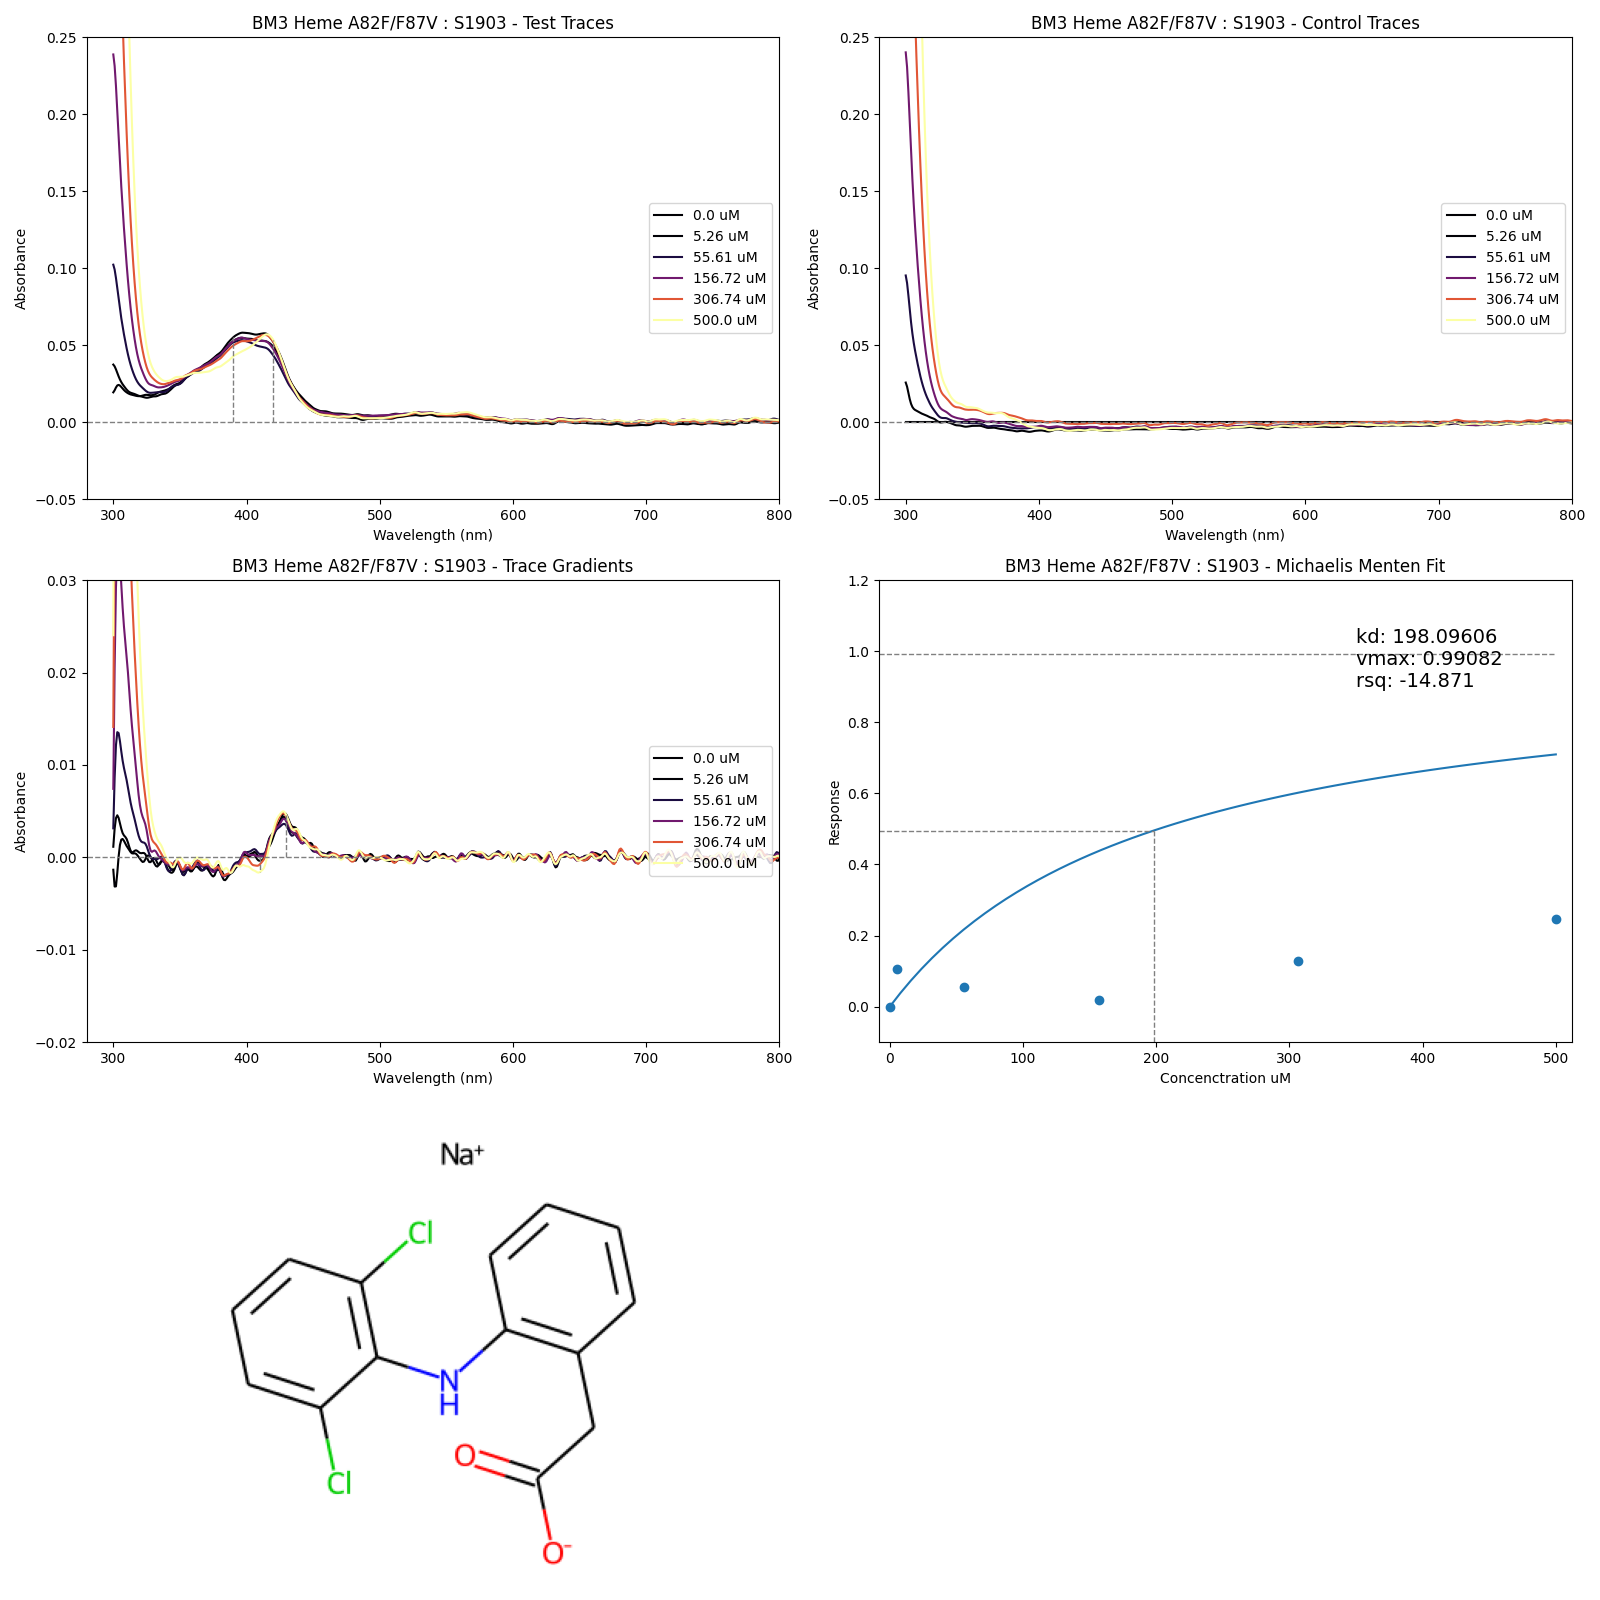 BM3 Heme A82F/F87V : S1903 - Test Traces
0.25
0.20
0.15
0.10
0.05
0.00
−0.05
Absorbance
0.0 uM
5.26 uM
55.61 uM
156.72 uM
306.74 uM
500.0 uM
300 400 500 600 700 800
Wavelength (nm)
BM3 Heme A82F/F87V : S1903 - Control Traces
0.25
0.20
0.15
0.10
0.05
0.00
−0.05
Absorbance
0.0 uM
5.26 uM
55.61 uM
156.72 uM
306.74 uM
500.0 uM
300 400 500 600 700 800
Wavelength (nm)
BM3 Heme A82F/F87V : S1903 - Trace Gradients
0.03
0.02
0.01
0.00
−0.01
−0.02
Absorbance
0.0 uM
5.26 uM
55.61 uM
156.72 uM
306.74 uM
500.0 uM
300 400 500 600 700 800
Wavelength (nm)
BM3 Heme A82F/F87V : S1903 - Michaelis Menten Fit
1.2
1.0
0.8
0.6
0.4
0.2
0.0
Response
kd: 198.09606
vmax: 0.99082
rsq: -14.871
0 100 200 300 400 500
Concenctration uM
Na⁺
Cl
N
H
O
Cl
O⁻